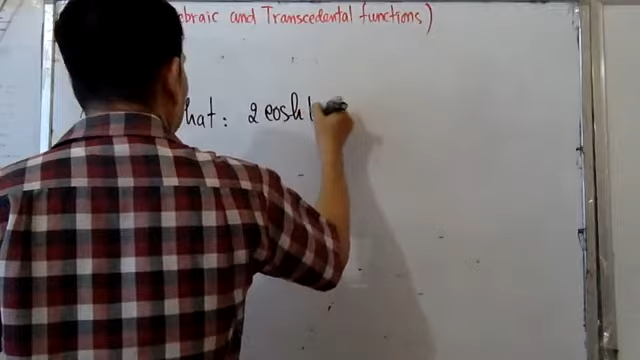 ebraic and Transcedental functions)
hat: 2 cosh